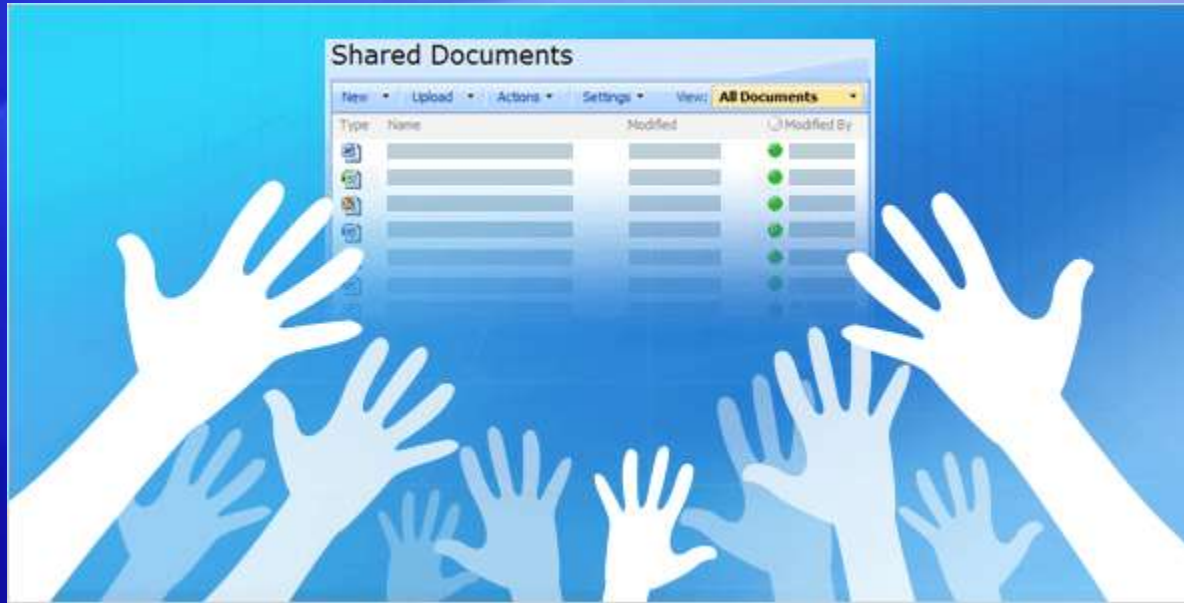 Shared Documents
New Upload Actions Settings View: All Documents
Type Name Modified Modified By